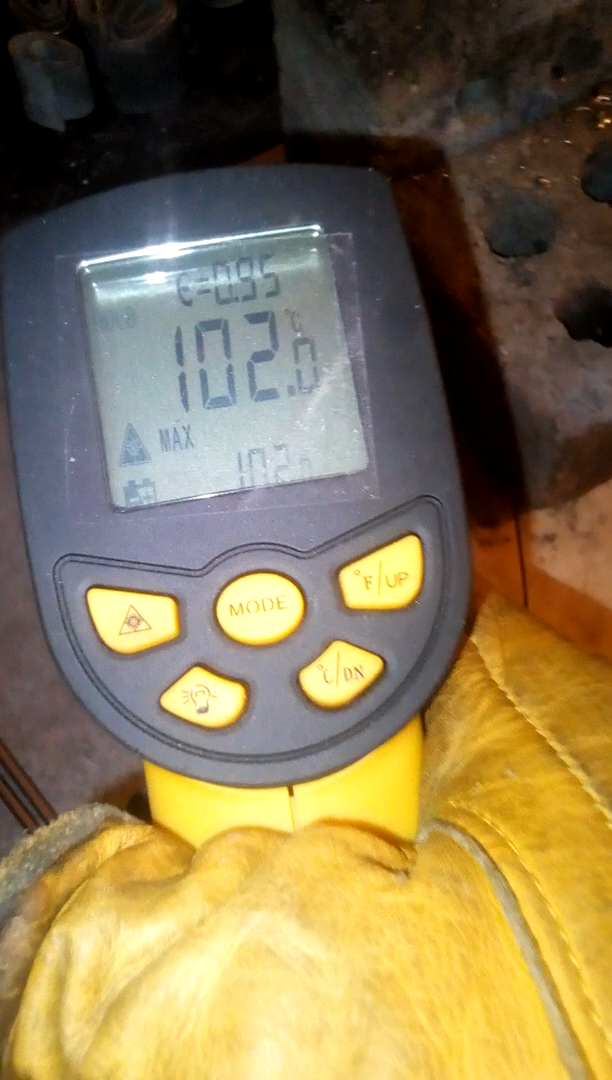 ε=0.95
102.0 °C
MAX
102.0
MODE
°F/UP
°C/DN